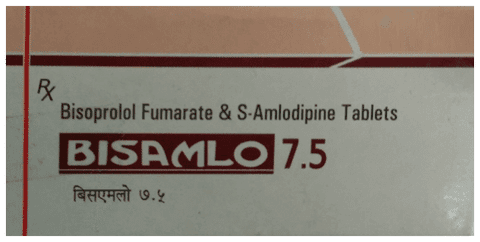 Rx
Bisoprolol Fumarate & S-Amlodipine Tablets
BISAMLO 7.5
बिसएमलो ७.५